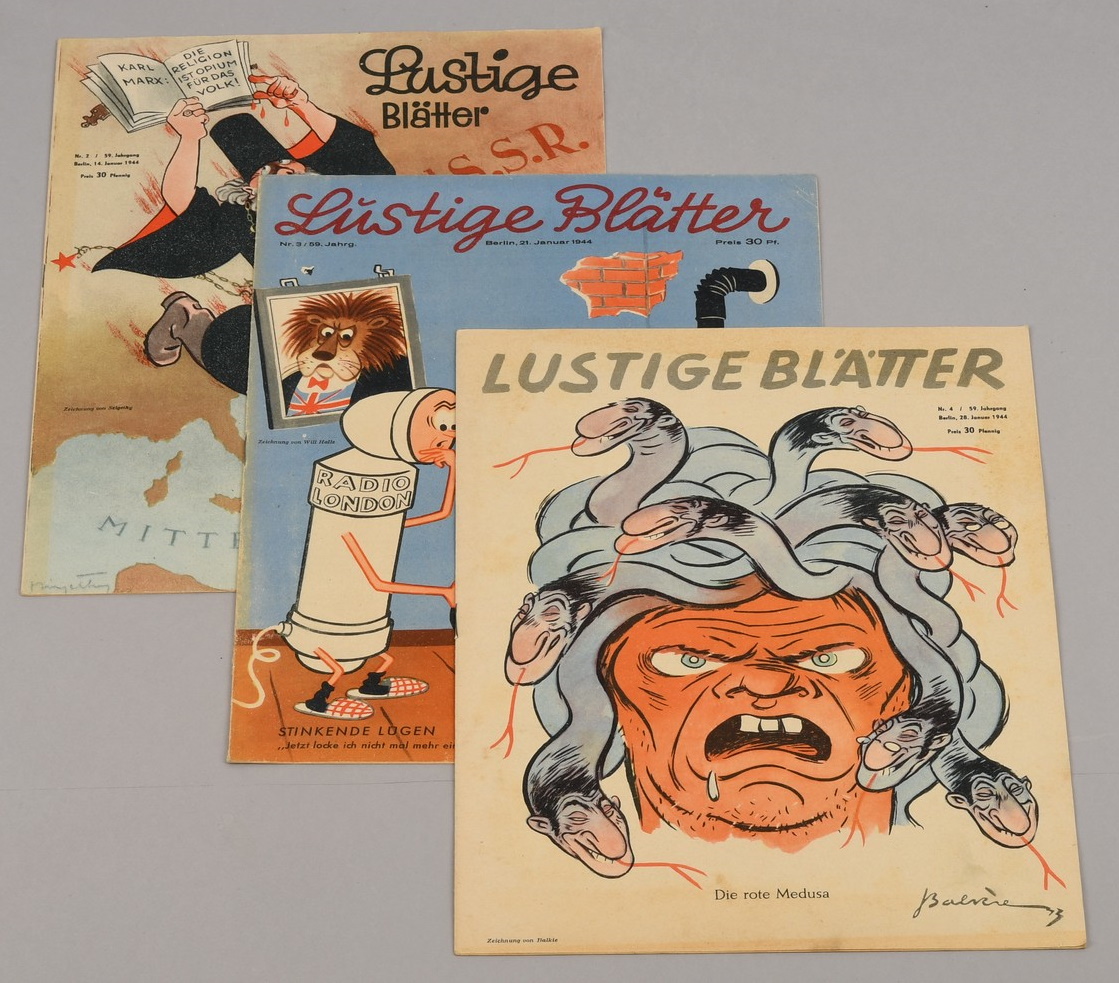 KARL
MARX:
DIE
RELIGION
IST OPIUM
FÜR DAS
VOLK!
Lustige
Blätter
Nr. 2 / 59. Jahrgang
Berlin, 14. Januar 1944
Preis 30 Pfennig
S.S.R.
MITTE
Lustige Blätter
Nr. 3 / 59. Jahrg.
Berlin, 21. Januar 1944
Preis 30 Pf.
Zeichnung von Will Halle
RADIO
LONDON
STINKENDE LÜGEN
„Jetzt locke ich nicht mal mehr ein
LUSTIGE BLÄTTER
Nr. 4 / 59. Jahrgang
Berlin, 28. Januar 1944
Preis 30 Pfennig
Die rote Medusa
Zeichnung von